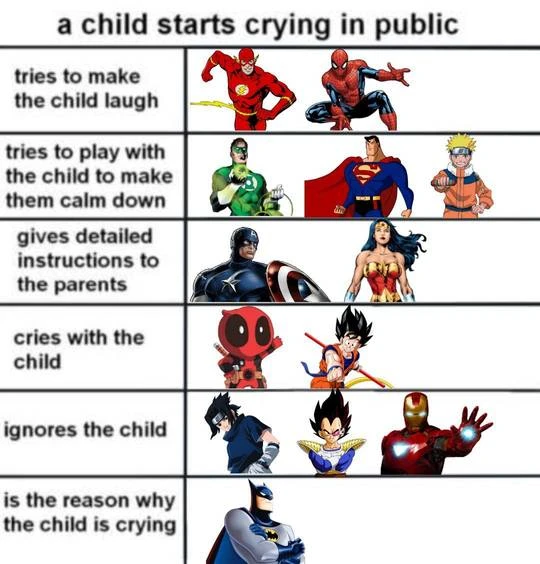 a child starts crying in public
tries to make
the child laugh
tries to play with
the child to make
them calm down
gives detailed
instructions to
the parents
cries with the
child
ignores the child
is the reason why
the child is crying